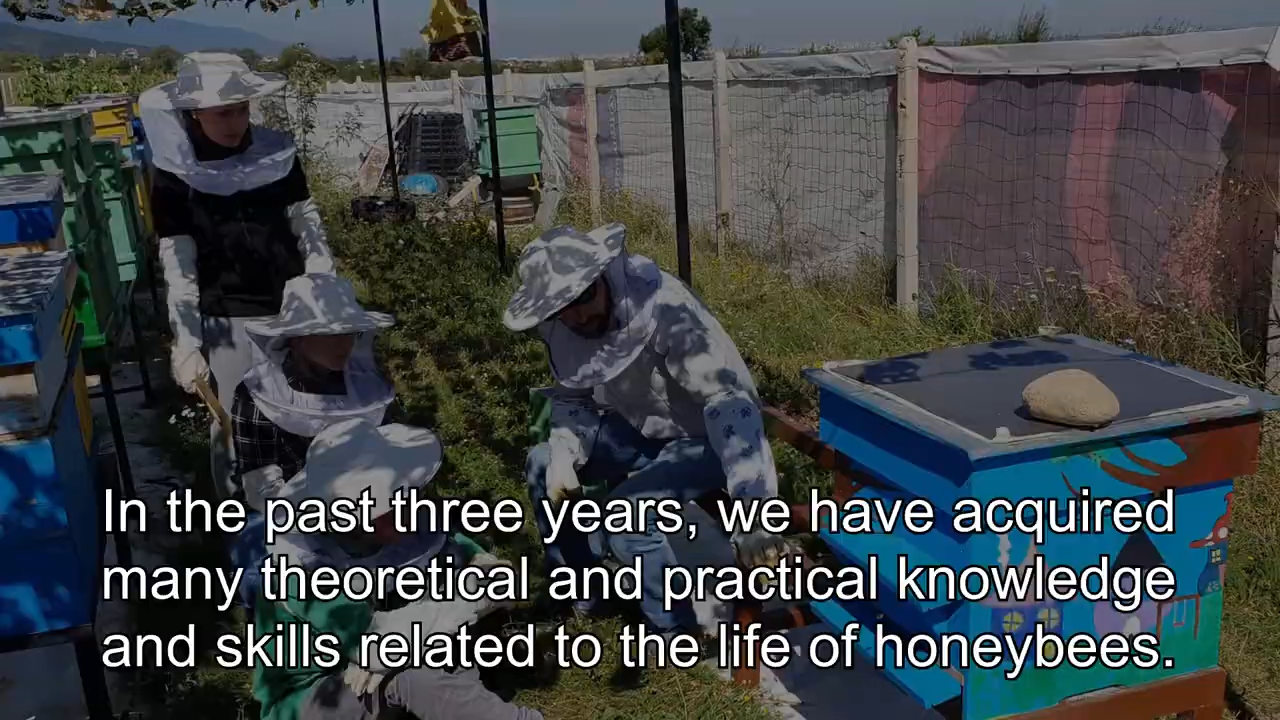 In the past three years, we have acquired
many theoretical and practical knowledge
and skills related to the life of honeybees.